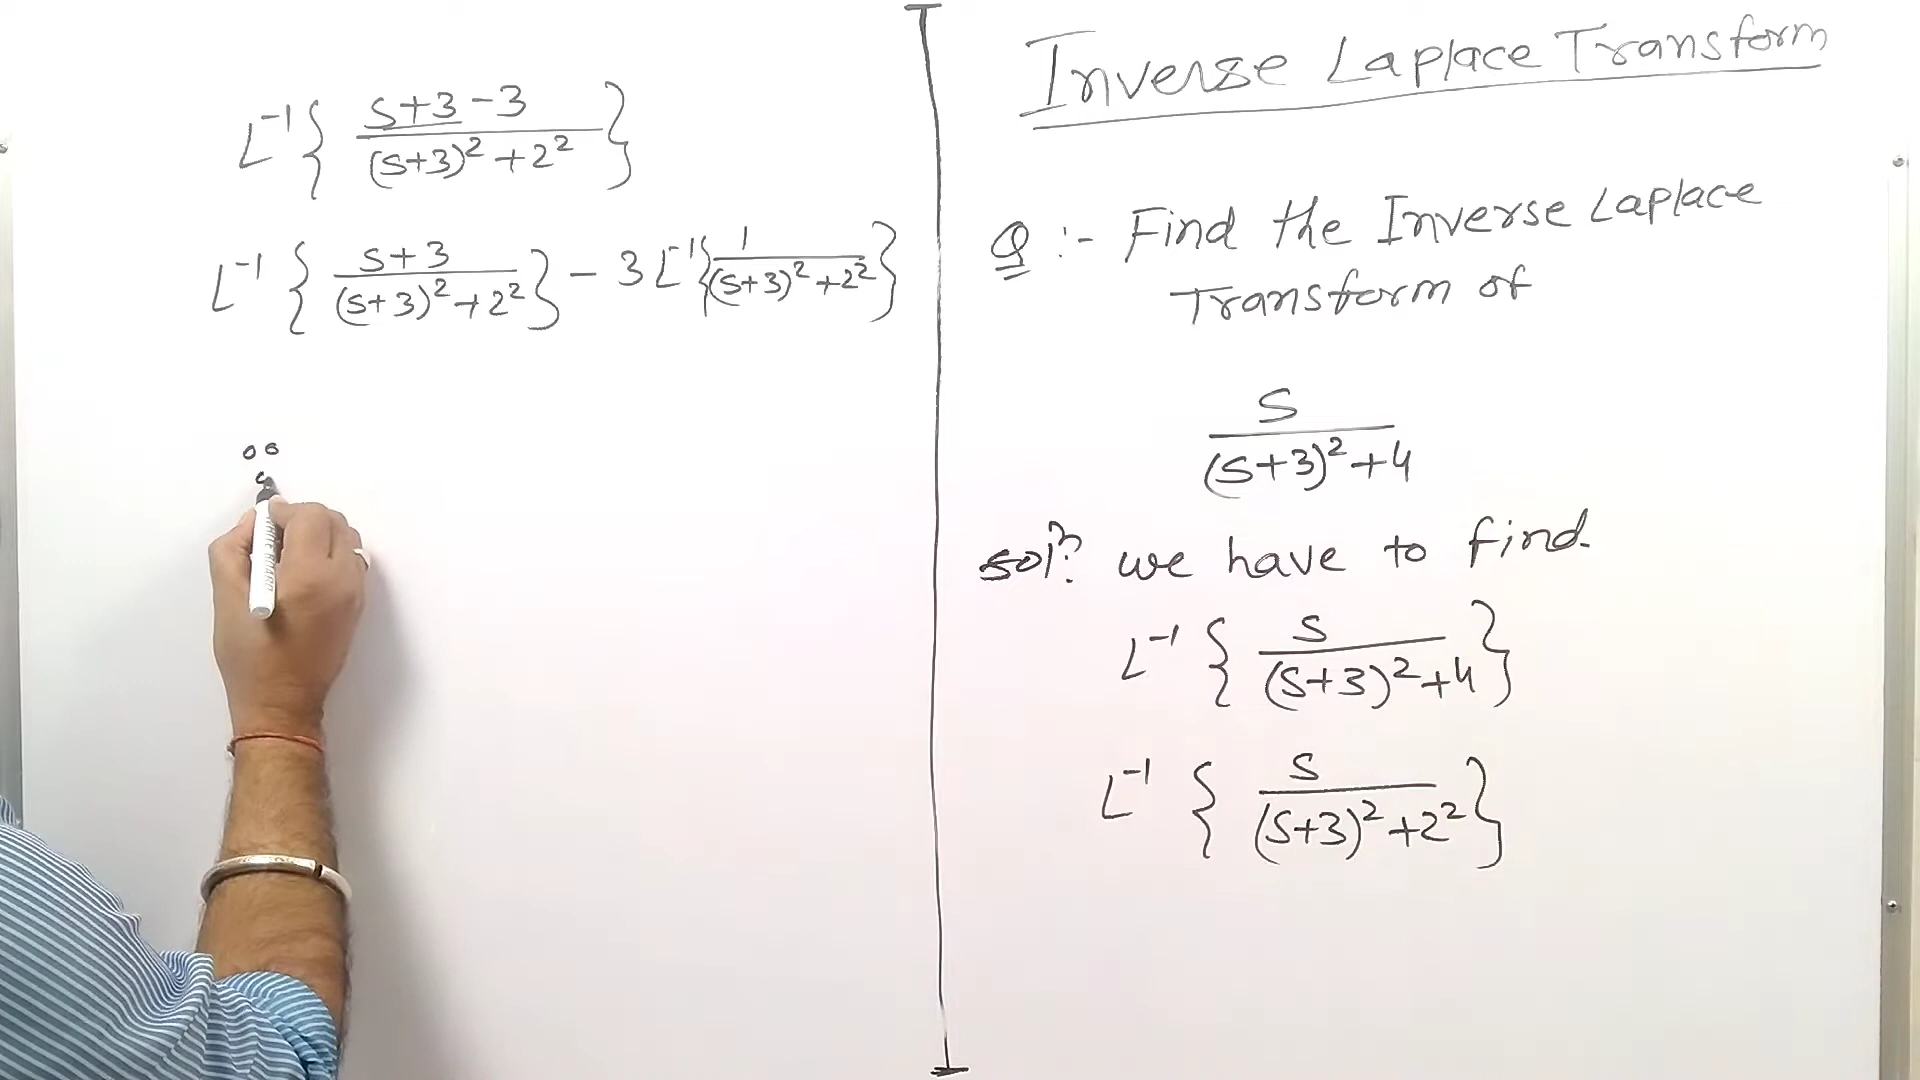 Inverse Laplace Transform
Q :- Find the Inverse Laplace
Transform of
S
(S+3)² + 4
solⁿ: we have to find.
L⁻¹ { S / (S+3)² + 4 }
L⁻¹ { S / (S+3)² + 2² }
L⁻¹ { S+3 - 3 / (S+3)² + 2² }
L⁻¹ { S+3 / (S+3)² + 2² } - 3 L⁻¹ { 1 / (S+3)² + 2² }